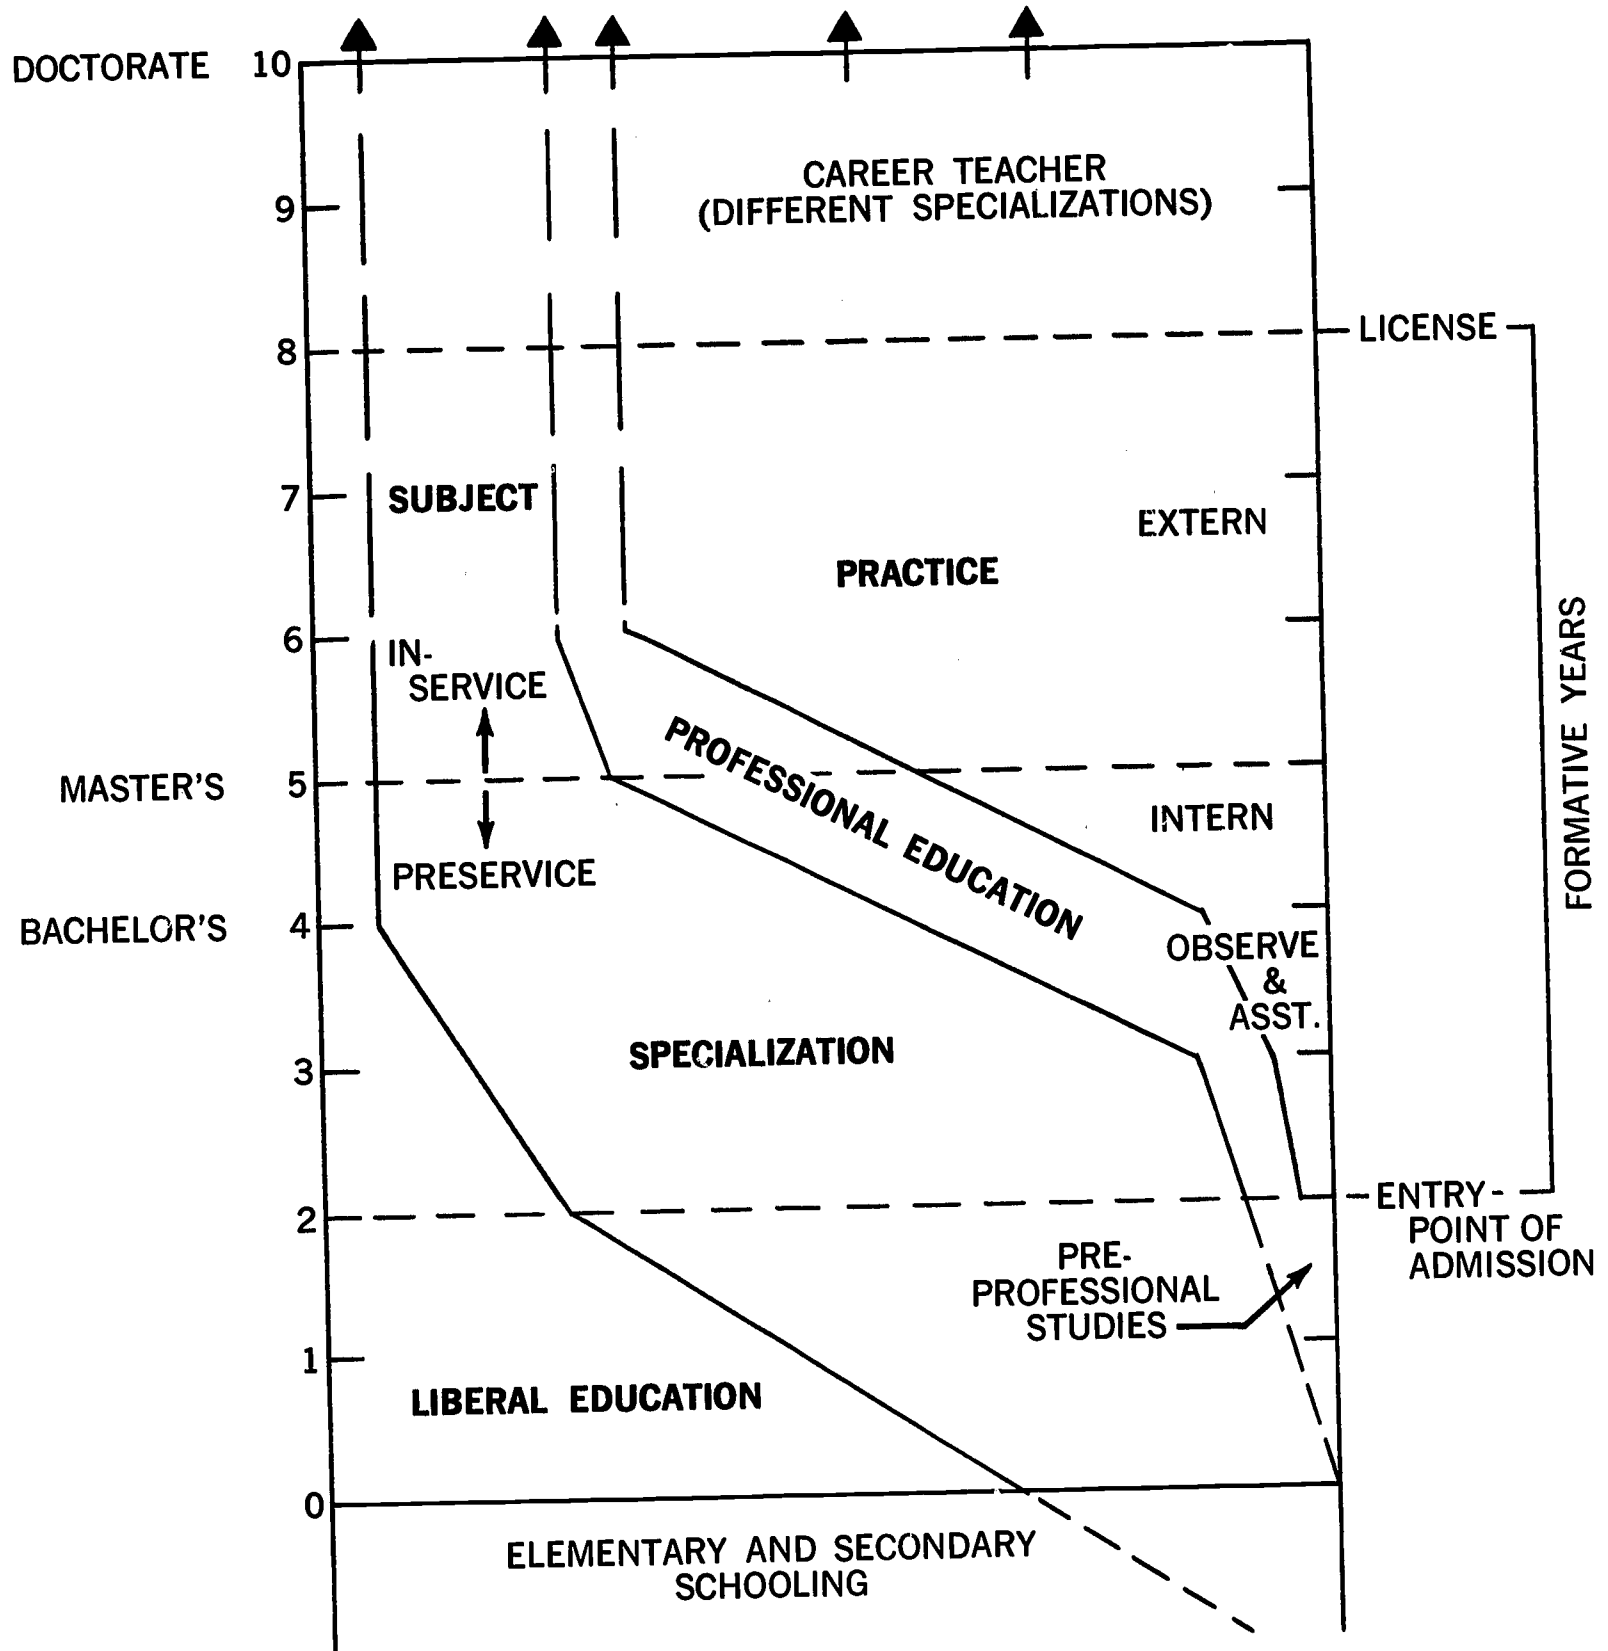 DOCTORATE 10
CAREER TEACHER
(DIFFERENT SPECIALIZATIONS)
9
LICENSE
8
7
SUBJECT
EXTERN
PRACTICE
6
IN-
SERVICE
PROFESSIONAL EDUCATION
MASTER'S 5
INTERN
PRESERVICE
FORMATIVE YEARS
BACHELOR'S 4
OBSERVE
&
ASST.
SPECIALIZATION
3
2
ENTRY-
POINT OF
ADMISSION
PRE-
PROFESSIONAL
STUDIES
1
LIBERAL EDUCATION
0
ELEMENTARY AND SECONDARY
SCHOOLING